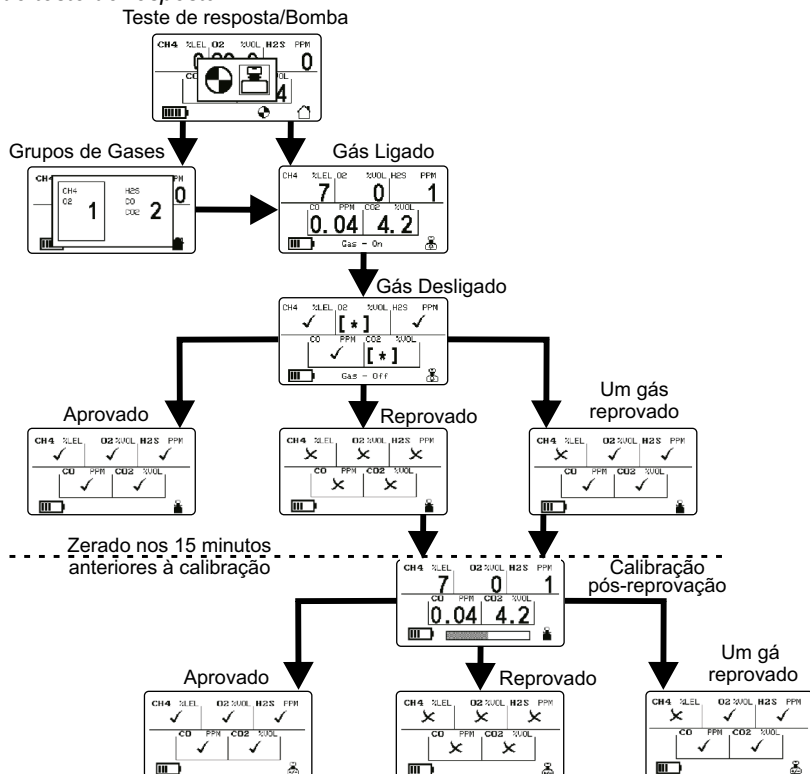 Teste de resposta/Bomba
CH4 %LEL O2 %VOL H2S PPM
0 0
CO
4
Grupos de Gases
Gás Ligado
CH4
O2
1
H2S
CO
CO2
2
0
CH4 %LEL O2 %VOL H2S PPM
7 0 1
CO PPM CO2 %VOL
0.04 4.2
Gas - On
Gás Desligado
CH4 %LEL O2 %VOL H2S PPM
✓ [*] ✓
CO PPM CO2 %VOL
✓ [*]
Gas - Off
Aprovado
Reprovado
Um gás
reprovado
CH4 %LEL O2 %VOL H2S PPM
CO PPM CO2 %VOL
CH4 %LEL O2 %VOL H2S PPM
CO PPM CO2 %VOL
CH4 %LEL O2 %VOL H2S PPM
CO PPM CO2 %VOL
Zerado nos 15 minutos
anteriores à calibração
CH4 %LEL O2 %VOL H2S PPM
7 0 1
CO PPM CO2 %VOL
0.04 4.2
Calibração
pós-reprovação
Aprovado
Reprovado
Um gá
reprovado
CH4 %LEL O2 %VOL H2S PPM
CO PPM CO2 %VOL
CH4 %LEL O2 %VOL H2S PPM
CO PPM CO2 %VOL
CH4 %LEL O2 %VOL H2S PPM
CO PPM CO2 %VOL